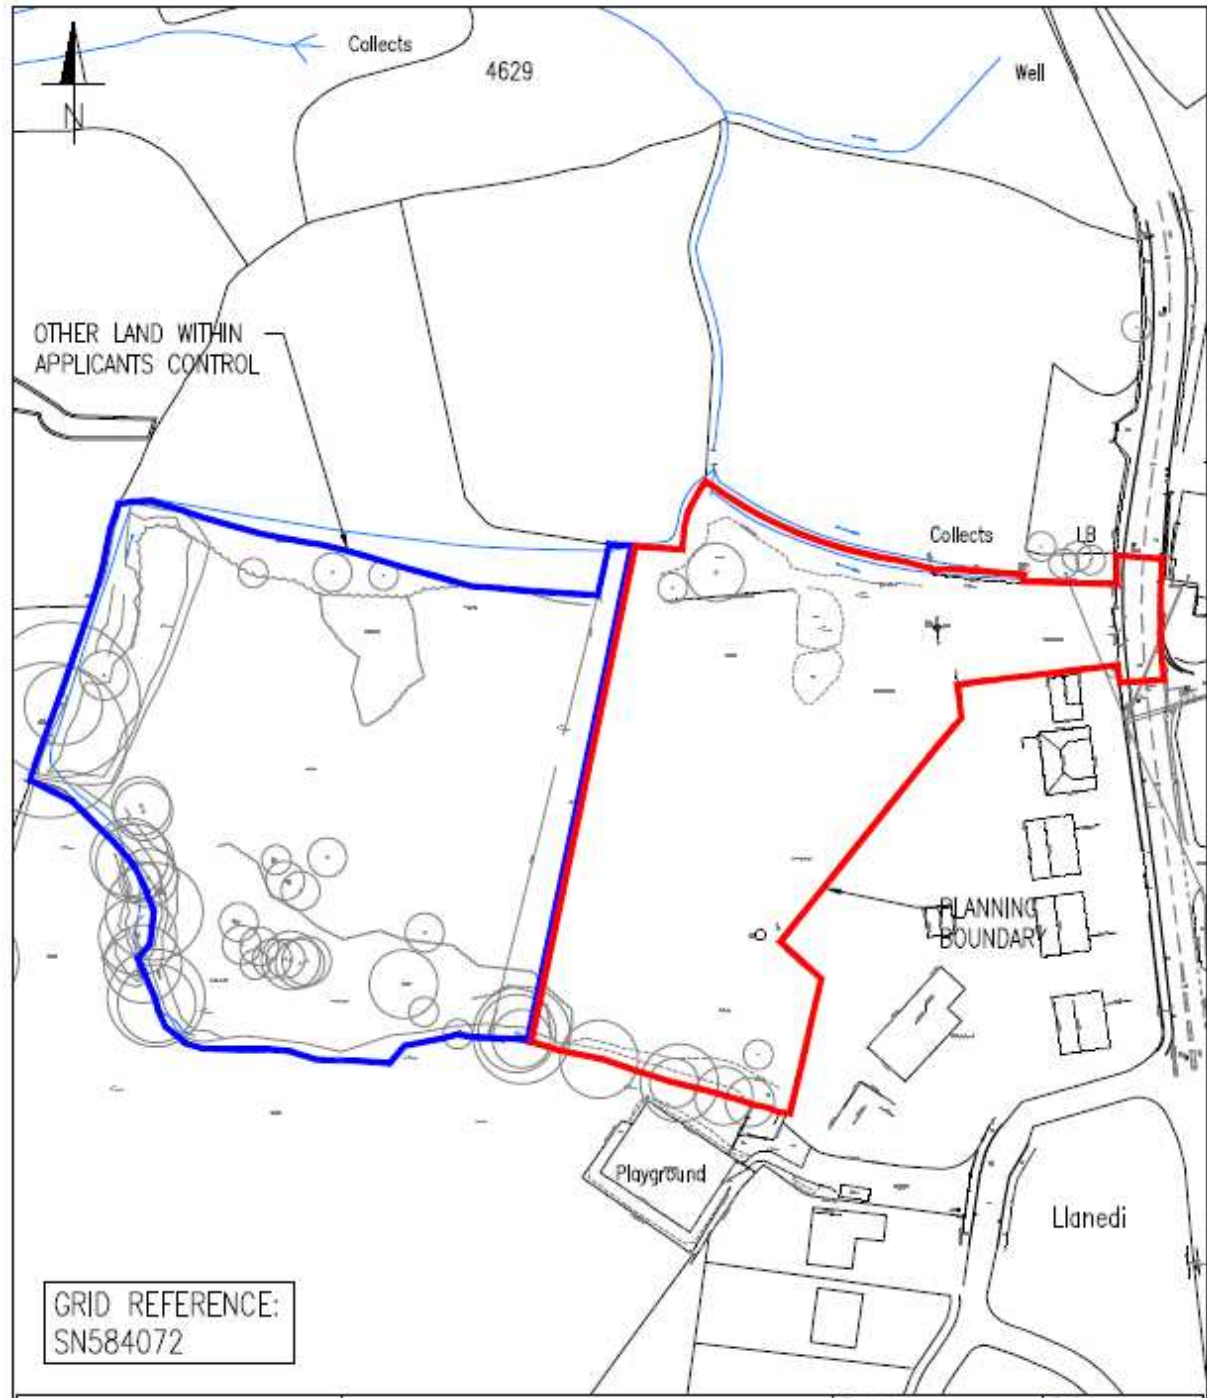 Collects
4629
Well
N
OTHER LAND WITHIN
APPLICANTS CONTROL
Collects
LB
PLANNING
BOUNDARY
Playground
Llanedi
GRID REFERENCE:
SN584072